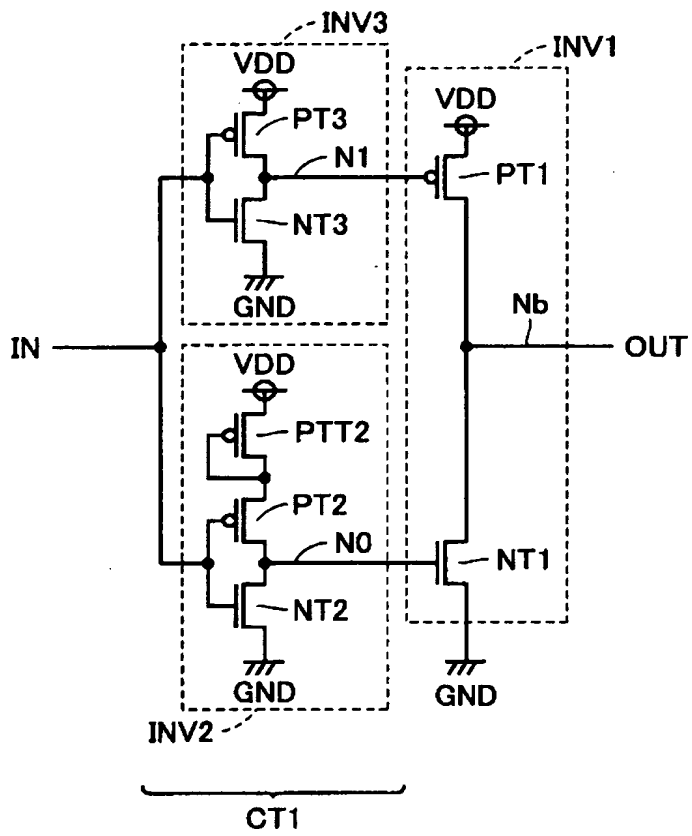 INV3
INV1
VDD
PT3
VDD
N1
PT1
NT3
GND
Nb
IN
OUT
VDD
PTT2
PT2
N0
NT1
NT2
GND
GND
INV2
CT1